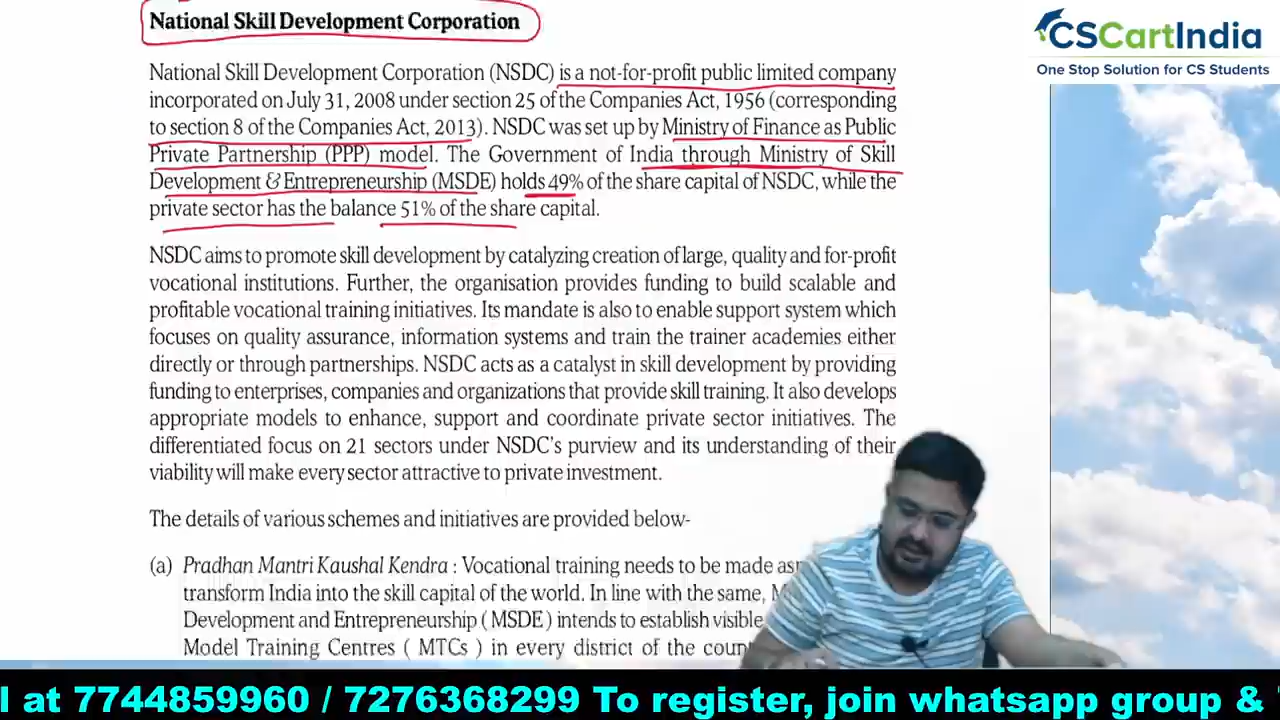 National Skill Development Corporation
CSCartIndia
One Stop Solution for CS Students
National Skill Development Corporation (NSDC) is a not-for-profit public limited company
incorporated on July 31, 2008 under section 25 of the Companies Act, 1956 (corresponding
to section 8 of the Companies Act, 2013). NSDC was set up by Ministry of Finance as Public
Private Partnership (PPP) model. The Government of India through Ministry of Skill
Development & Entrepreneurship (MSDE) holds 49% of the share capital of NSDC, while the
private sector has the balance 51% of the share capital.
NSDC aims to promote skill development by catalyzing creation of large, quality and for-profit
vocational institutions. Further, the organisation provides funding to build scalable and
profitable vocational training initiatives. Its mandate is also to enable support system which
focuses on quality assurance, information systems and train the trainer academies either
directly or through partnerships. NSDC acts as a catalyst in skill development by providing
funding to enterprises, companies and organizations that provide skill training. It also develops
appropriate models to enhance, support and coordinate private sector initiatives. The
differentiated focus on 21 sectors under NSDC's purview and its understanding of their
viability will make every sector attractive to private investment.
The details of various schemes and initiatives are provided below-
(a) Pradhan Mantri Kaushal Kendra : Vocational training needs to be made
transform India into the skill capital of the world. In line with the same,
Development and Entrepreneurship ( MSDE ) intends to establish visible
Model Training Centres ( MTCs ) in every district of the
at 7744859960 / 7276368299 To register, join whatsapp group &